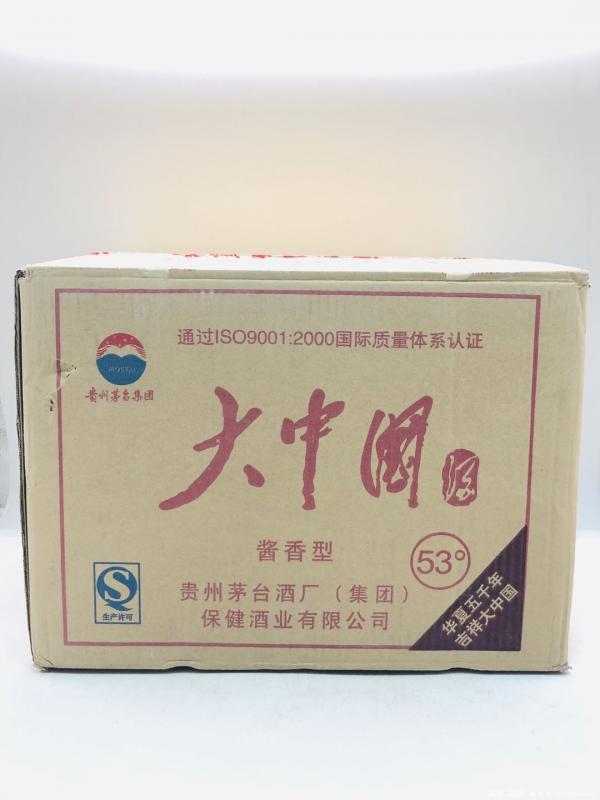 通过ISO9001:2000国际质量体系认证
贵州茅台集团
大中國
酒
酱香型
53°
贵州茅台酒厂(集团)
保健酒业有限公司
生产许可
华夏五千年
吉祥大中国